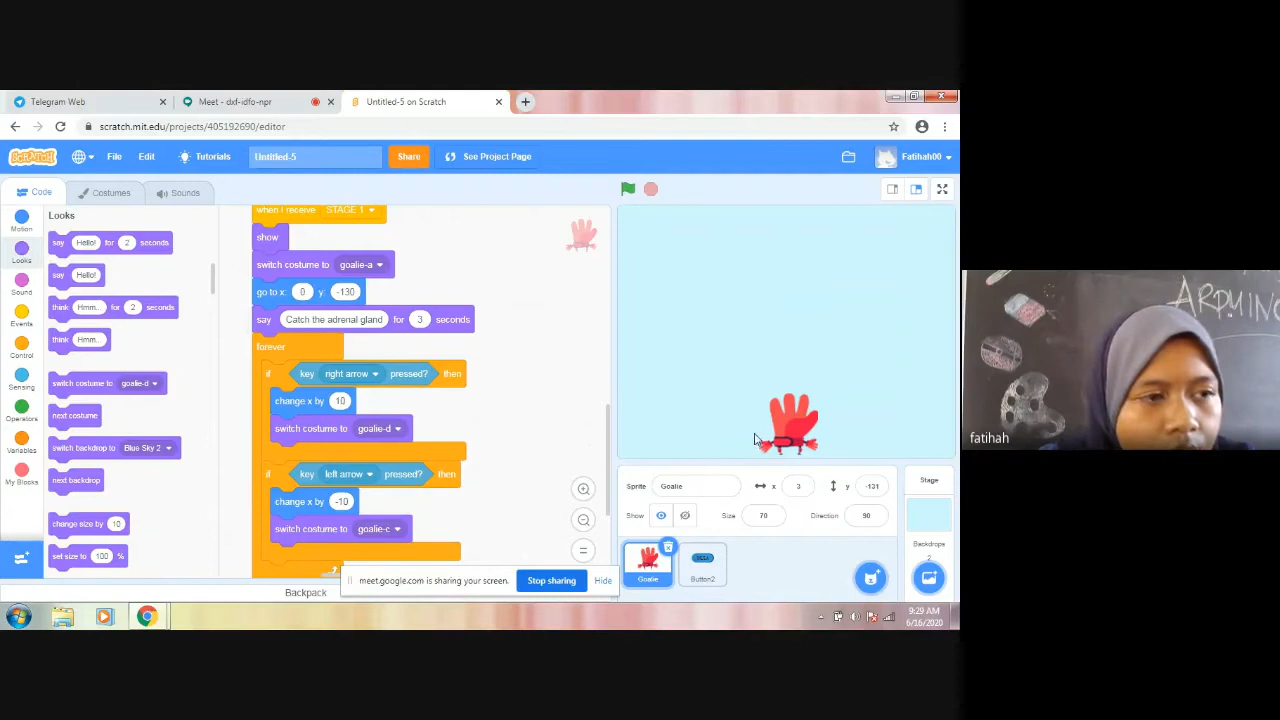 Telegram Web
Meet - dxf-idfo-npr
Untitled-5 on Scratch
scratch.mit.edu/projects/405192690/editor
SCRATCH
File
Edit
Tutorials
Untitled-5
Share
See Project Page
Fatihah00
Code
Costumes
Sounds
Motion
Looks
Sound
Events
Control
Sensing
Operators
Variables
My Blocks
Looks
say Hello! for 2 seconds
say Hello!
think Hmm... for 2 seconds
think Hmm...
switch costume to goalie-d
next costume
switch backdrop to Blue Sky 2
next backdrop
change size by 10
set size to 100 %
when I receive STAGE 1
show
switch costume to goalie-a
go to x: 0 y: -130
say Catch the adrenal gland for 3 seconds
forever
if key right arrow pressed? then
change x by 10
switch costume to goalie-d
if key left arrow pressed? then
change x by -10
switch costume to goalie-c
Backpack
meet.google.com is sharing your screen.
Stop sharing
Hide
Sprite
Goalie
x
3
y
-131
Show
Size
70
Direction
90
Goalie
Button2
Stage
Backdrops
2
9:29 AM
6/16/2020
fatihah